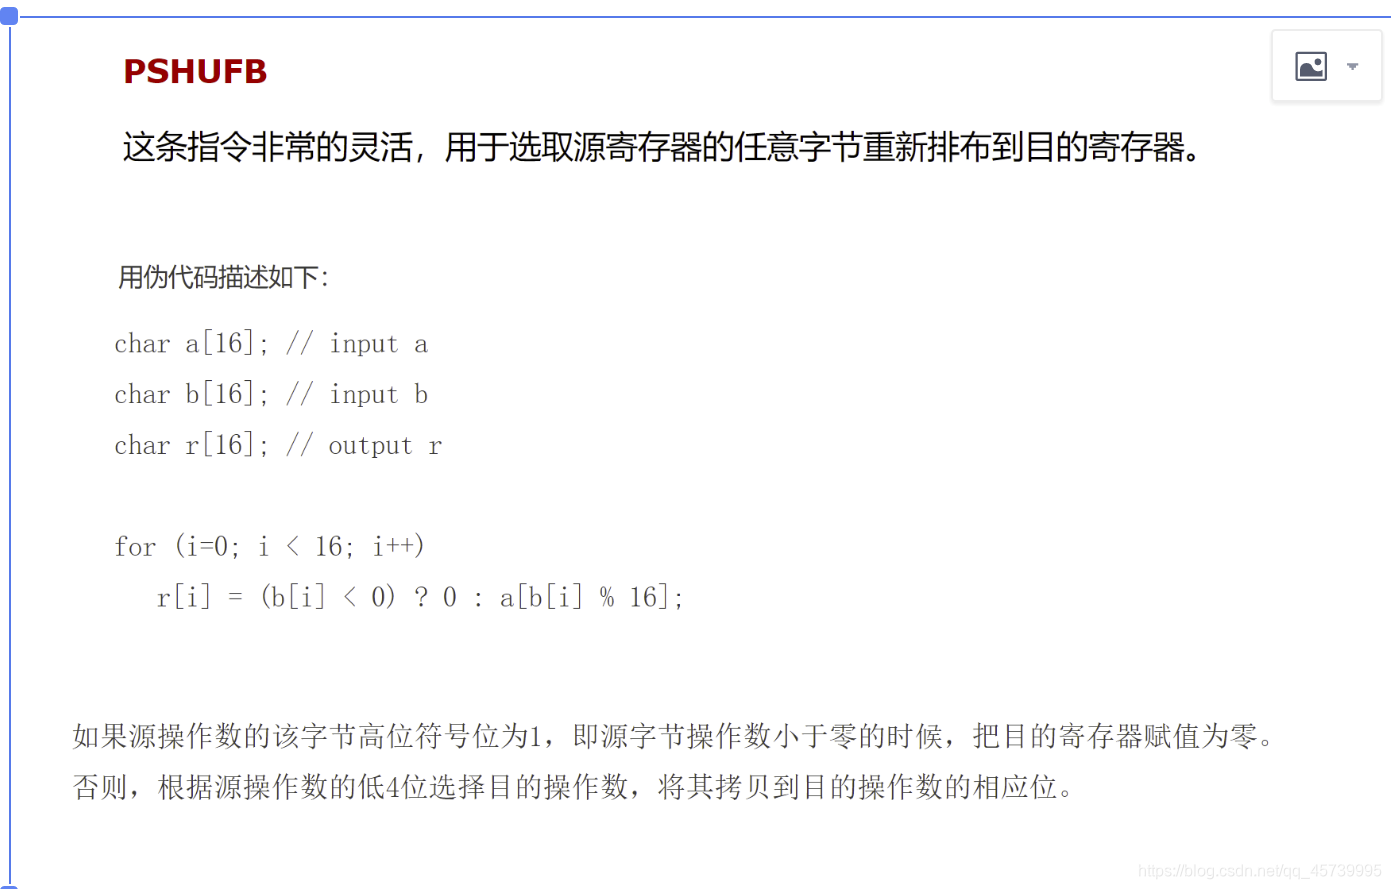 PSHUFB
这条指令非常的灵活，用于选取源寄存器的任意字节重新排布到目的寄存器。
用伪代码描述如下：
char a[16]; // input a
char b[16]; // input b
char r[16]; // output r
for (i=0; i < 16; i++)
r[i] = (b[i] < 0) ? 0 : a[b[i] % 16];
如果源操作数的该字节高位符号位为1，即源字节操作数小于零的时候，把目的寄存器赋值为零。
否则，根据源操作数的低4位选择目的操作数，将其拷贝到目的操作数的相应位。
https://blog.csdn.net/qq_45739995